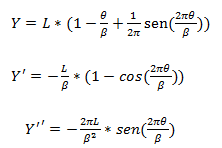 Y = L * (1 - θ/β + 1/2π sen(2πθ/β))
Y' = -L/β * (1 - cos(2πθ/β))
Y'' = -2πL/β² * sen(2πθ/β)